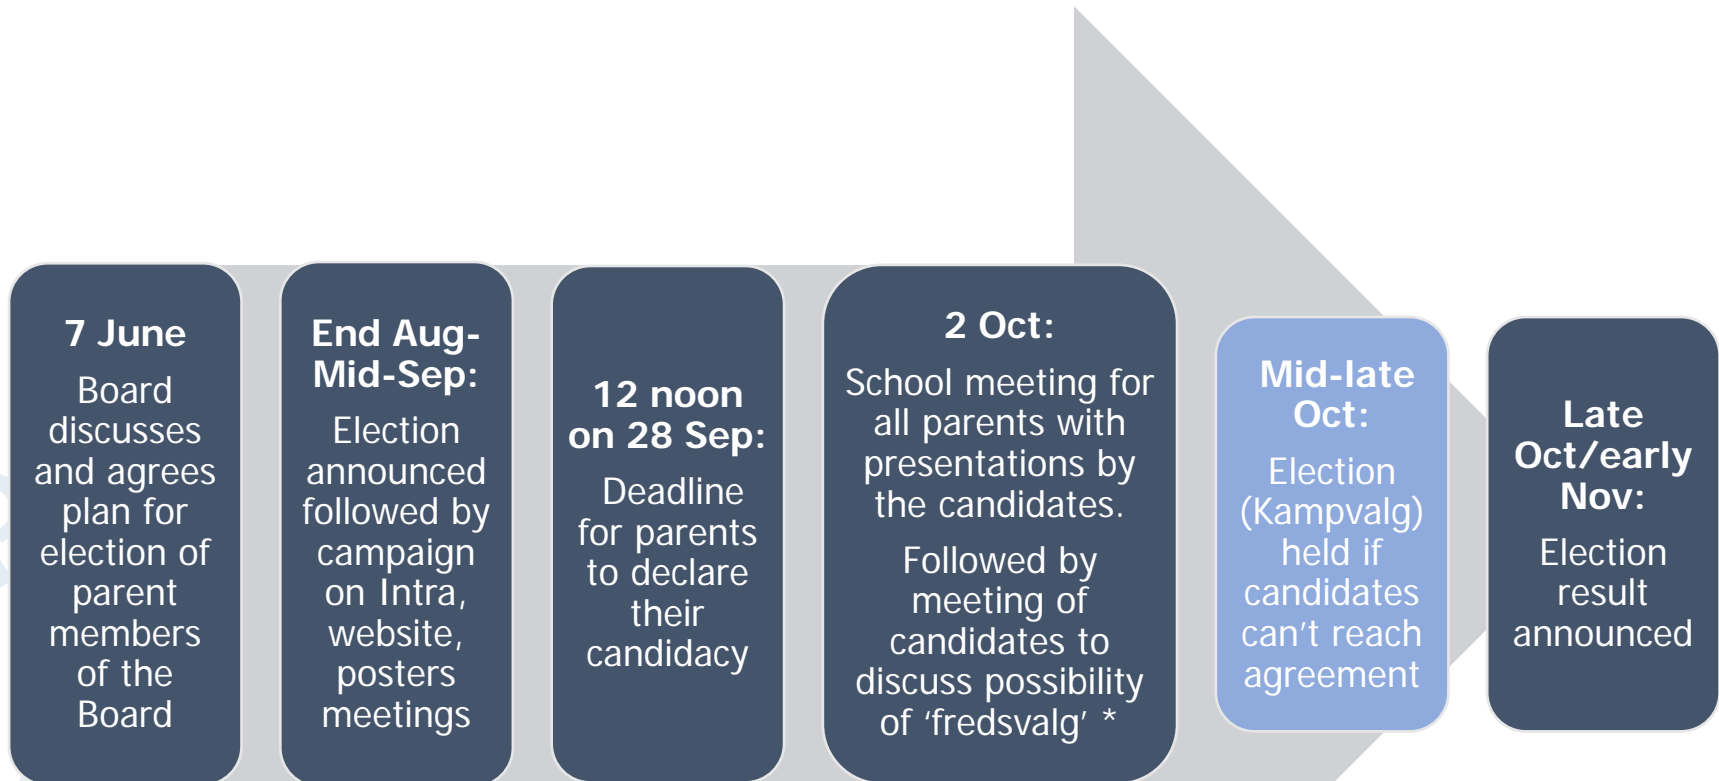 7 June
Board
discusses
and agrees
plan for
election of
parent
members
of the
Board
End Aug-
Mid-Sep:
Election
announced
followed by
campaign
on Intra,
website,
posters
meetings
12 noon
on 28 Sep:
Deadline
for parents
to declare
their
candidacy
2 Oct:
School meeting for
all parents with
presentations by
the candidates.
Followed by
meeting of
candidates to
discuss possibility
of ‘fredsvalg’ *
Mid-late
Oct:
Election
(Kampvalg)
held if
candidates
can’t reach
agreement
Late
Oct/early
Nov:
Election
result
announced